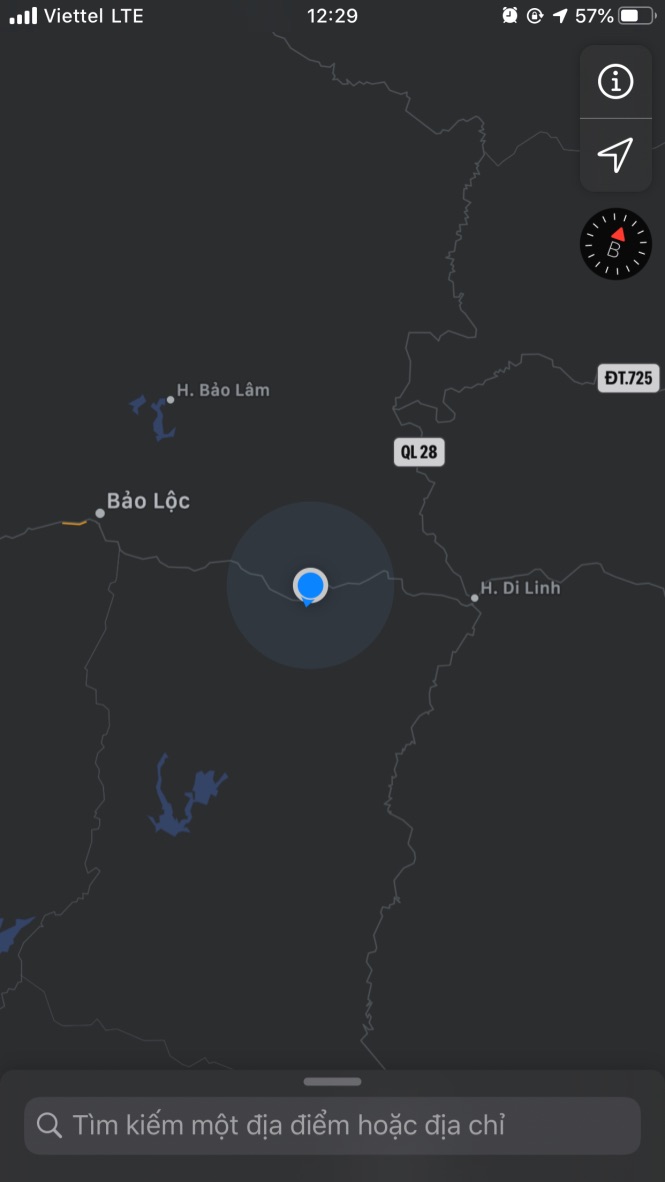 Viettel LTE 12:29 57%
B
H. Bảo Lâm
ĐT.725
QL 28
Bảo Lộc
H. Di Linh
Tìm kiếm một địa điểm hoặc địa chỉ